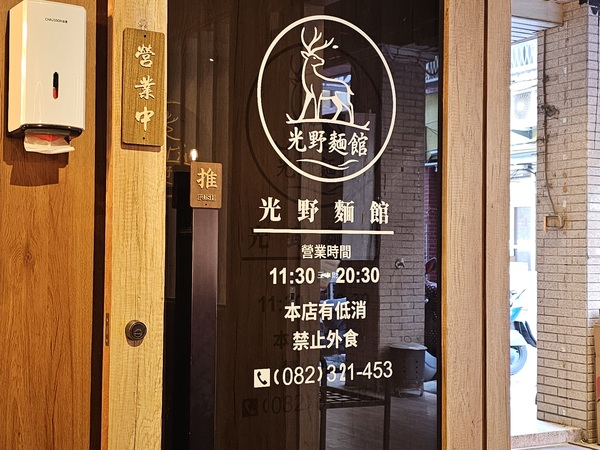 營業中
推
PUSH
光野麵館
光野麵館
營業時間
11:30 20:30
本店有低消
禁止外食
(082)321-453